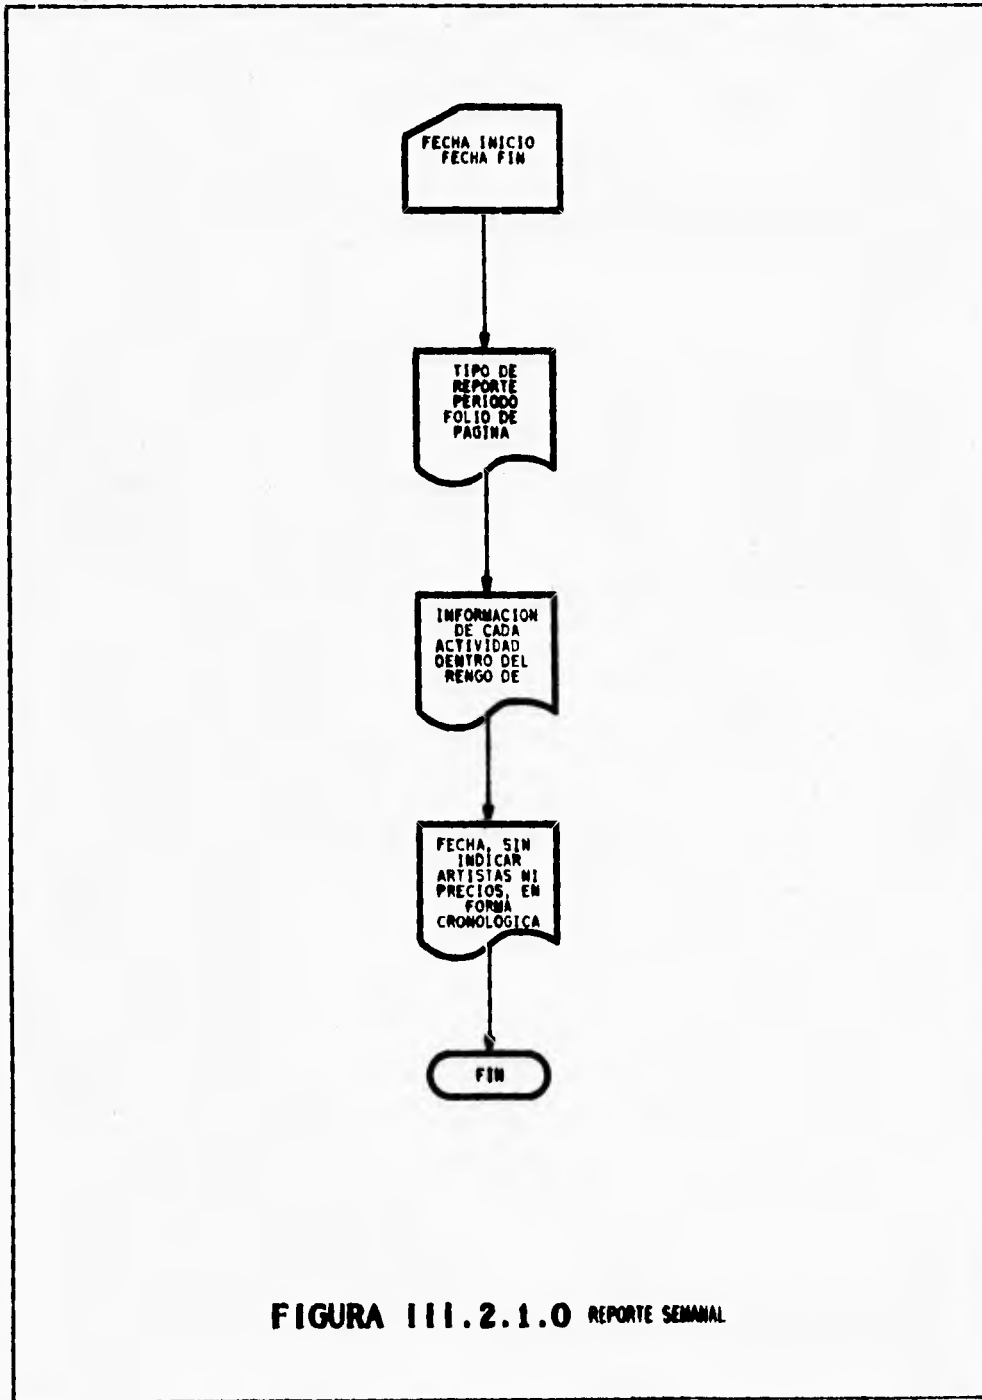 FECHA INICIO
FECHA FIN
TIPO DE
REPORTE
PERIODO
FOLIO DE
PAGINA
INFORMACION
DE CADA
ACTIVIDAD
DENTRO DEL
RENGO DE
FECHA, SIN
INDICAR
ARTISTAS NI
PRECIOS, EN
FORMA
CRONOLOGICA
FIN
FIGURA III.2.1.0 REPORTE SEMANAL